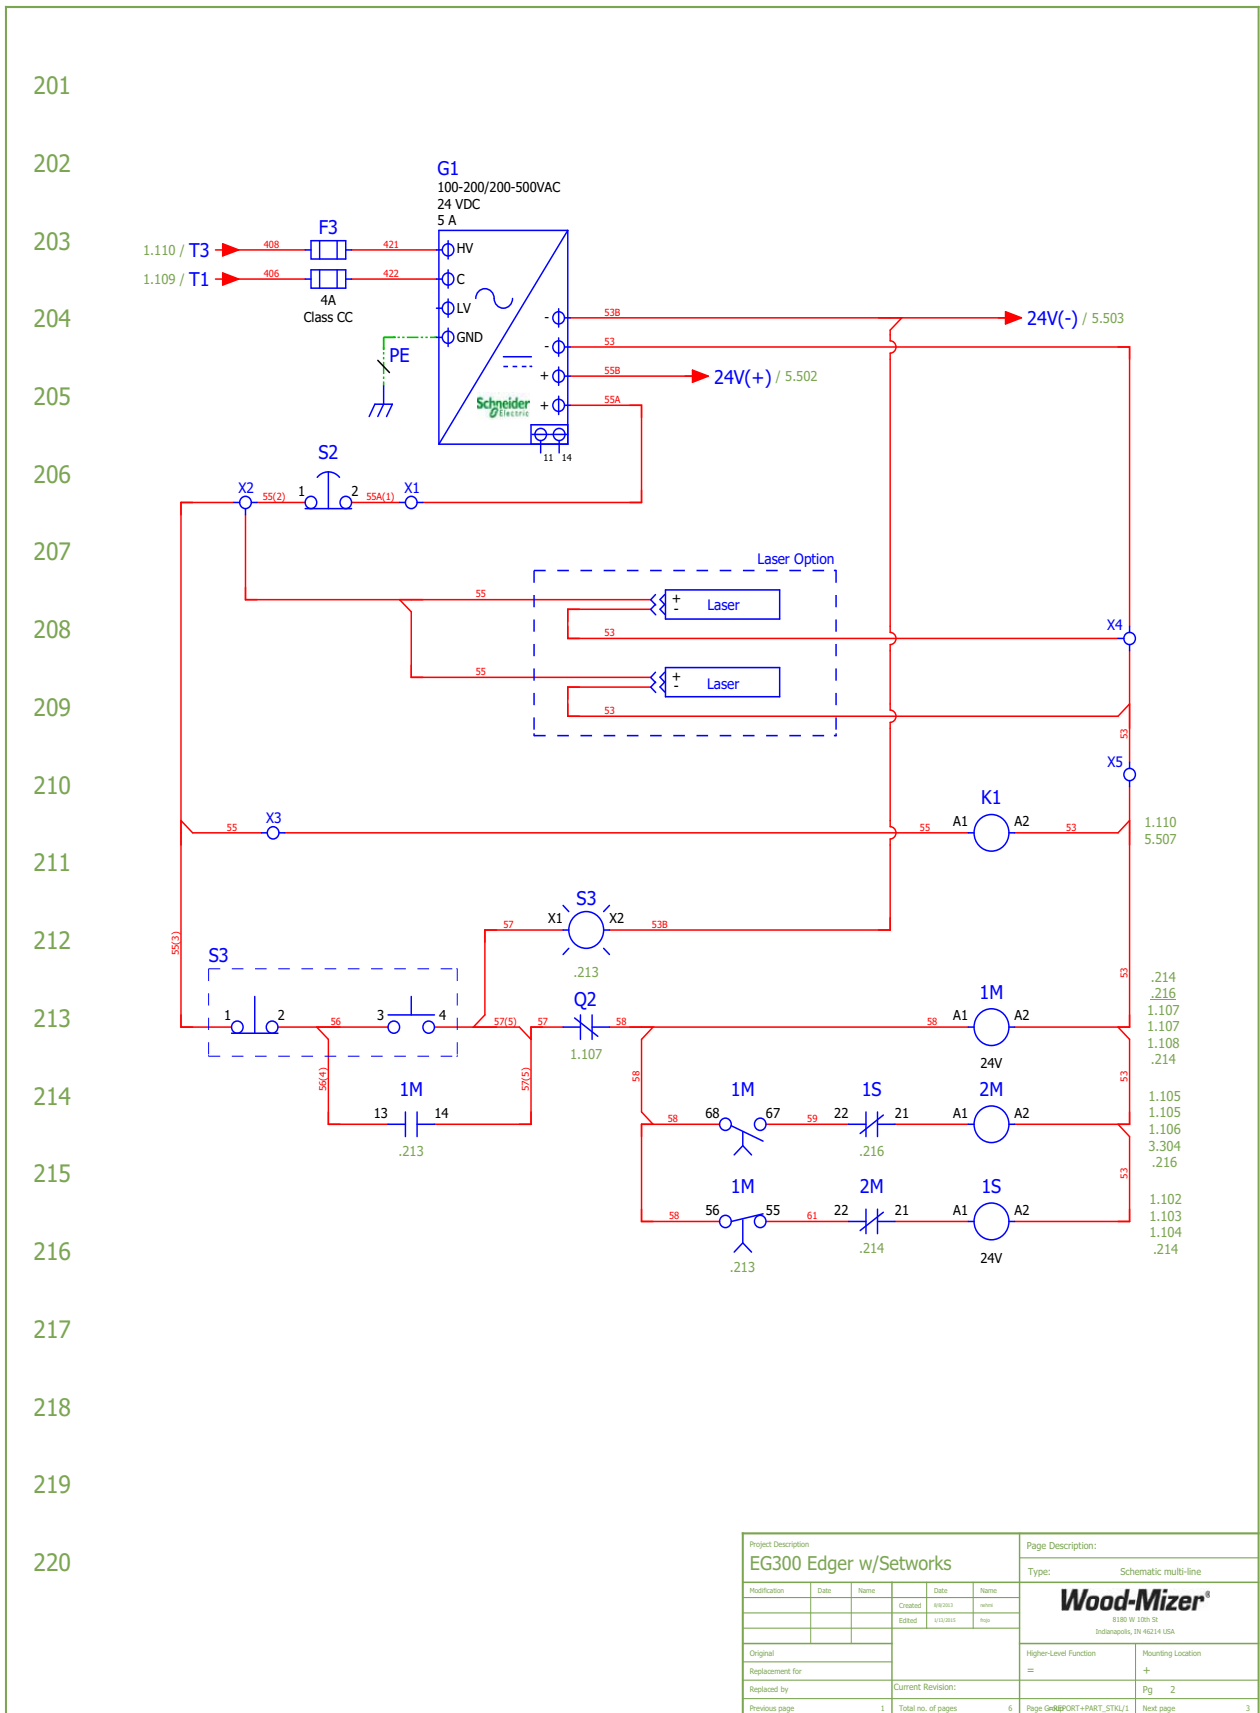 201
202
G1
100-200/200-500VAC
24 VDC
5 A
203
F3
1.110 / T3
408
421
HV
1.109 / T1
406
422
C
4A
Class CC
LV
204
- 53B
24V(-) / 5.503
GND
PE
- 53
+ 55B
24V(+) / 5.502
205
Schneider Electric
+ 55A
11 14
206
S2
X2 55(2) 1 2 55A(1) X1
207
Laser Option
55
+
-
Laser
208
53
X4
55
+
-
Laser
209
53
53
X5
210
K1
X3
55
55 A1 A2 53
1.110
5.507
211
S3
57 X1 X2 53B
212
55(3)
.213
S3
53
.214
.216
1.107
1.107
1.108
.214
213
1 2 56 3 4 57(5) 57
Q2
58
1.107
58 A1 1M A2
24V
56(4)
57(5)
58
53
214
1M
13 14
.213
1M
58 68 67 59
1S
22 21
.216
2M
A1 A2
1.105
1.105
1.106
3.304
.216
215
53
1M
58 56 55 61
.213
2M
22 21
.214
1S
A1 A2
24V
1.102
1.103
1.104
.214
216
217
218
219
220
Project Description
EG300 Edger w/Setworks
Page Description:
Type: Schematic multi-line
Modification Date Name Date Name
Created
Edited
Wood-Mizer®
8180 W 10th St
Indianapolis, IN 46214 USA
Original
Replacement for
Replaced by
Current Revision:
Higher-Level Function
=
Mounting Location
+
Pg 2
Previous page 1
Total no. of pages 6
Page
Next page 3